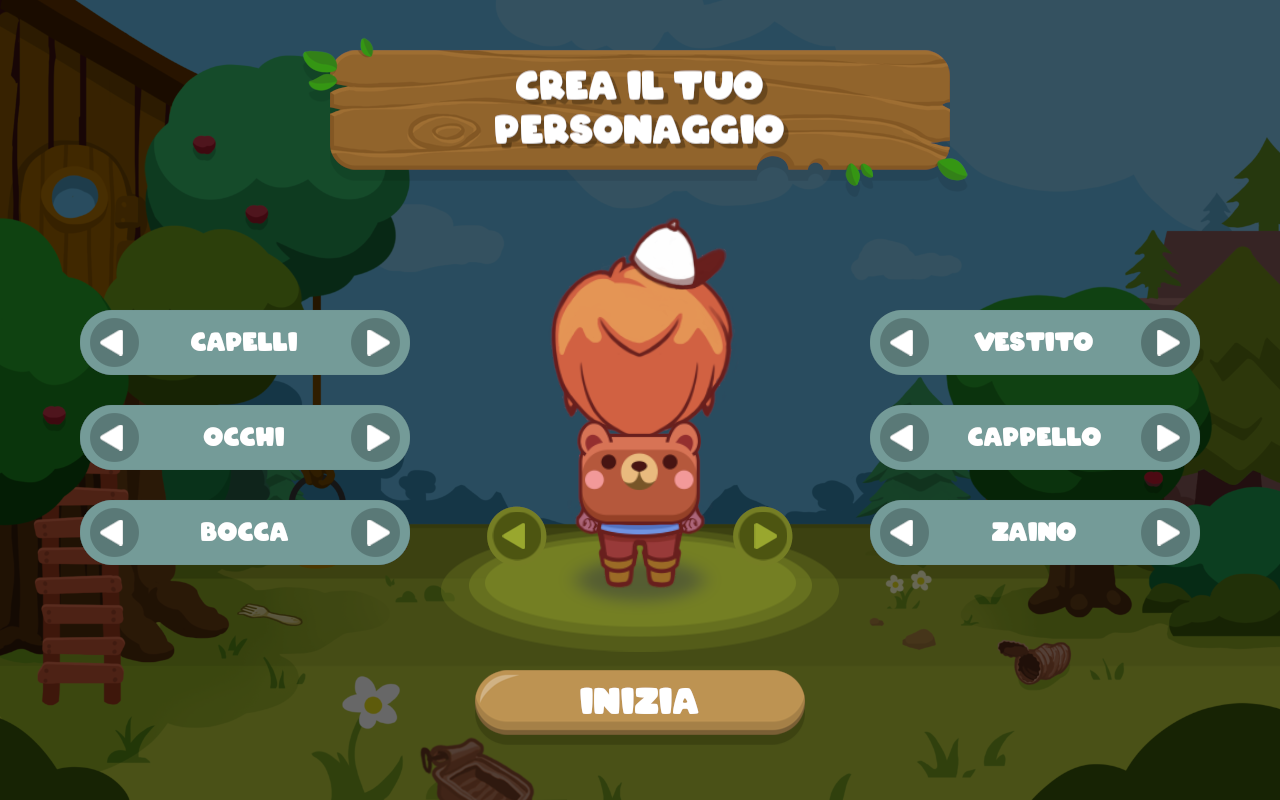 CREA IL TUO
PERSONAGGIO
CAPELLI
VESTITO
OCCHI
CAPPELLO
BOCCA
ZAINO
INIZIA